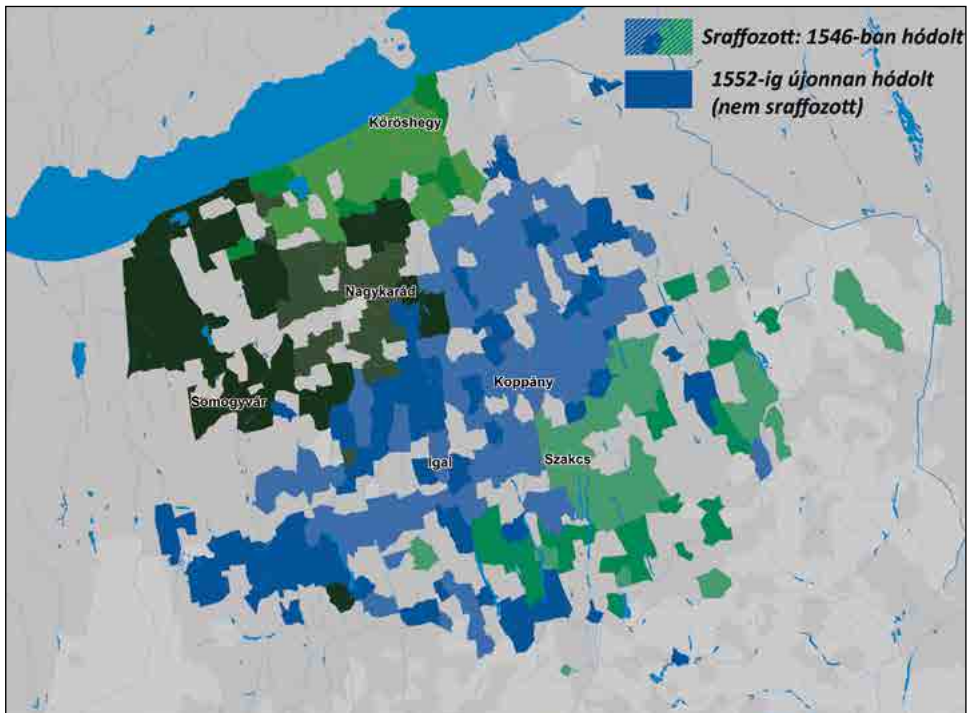 Sraffozott: 1546-ban hódolt
1552-ig újonnan hódolt
(nem sraffozott)
Kőröshegy
Nagykarád
Koppány
Somogyvár
Igal
Szakcs